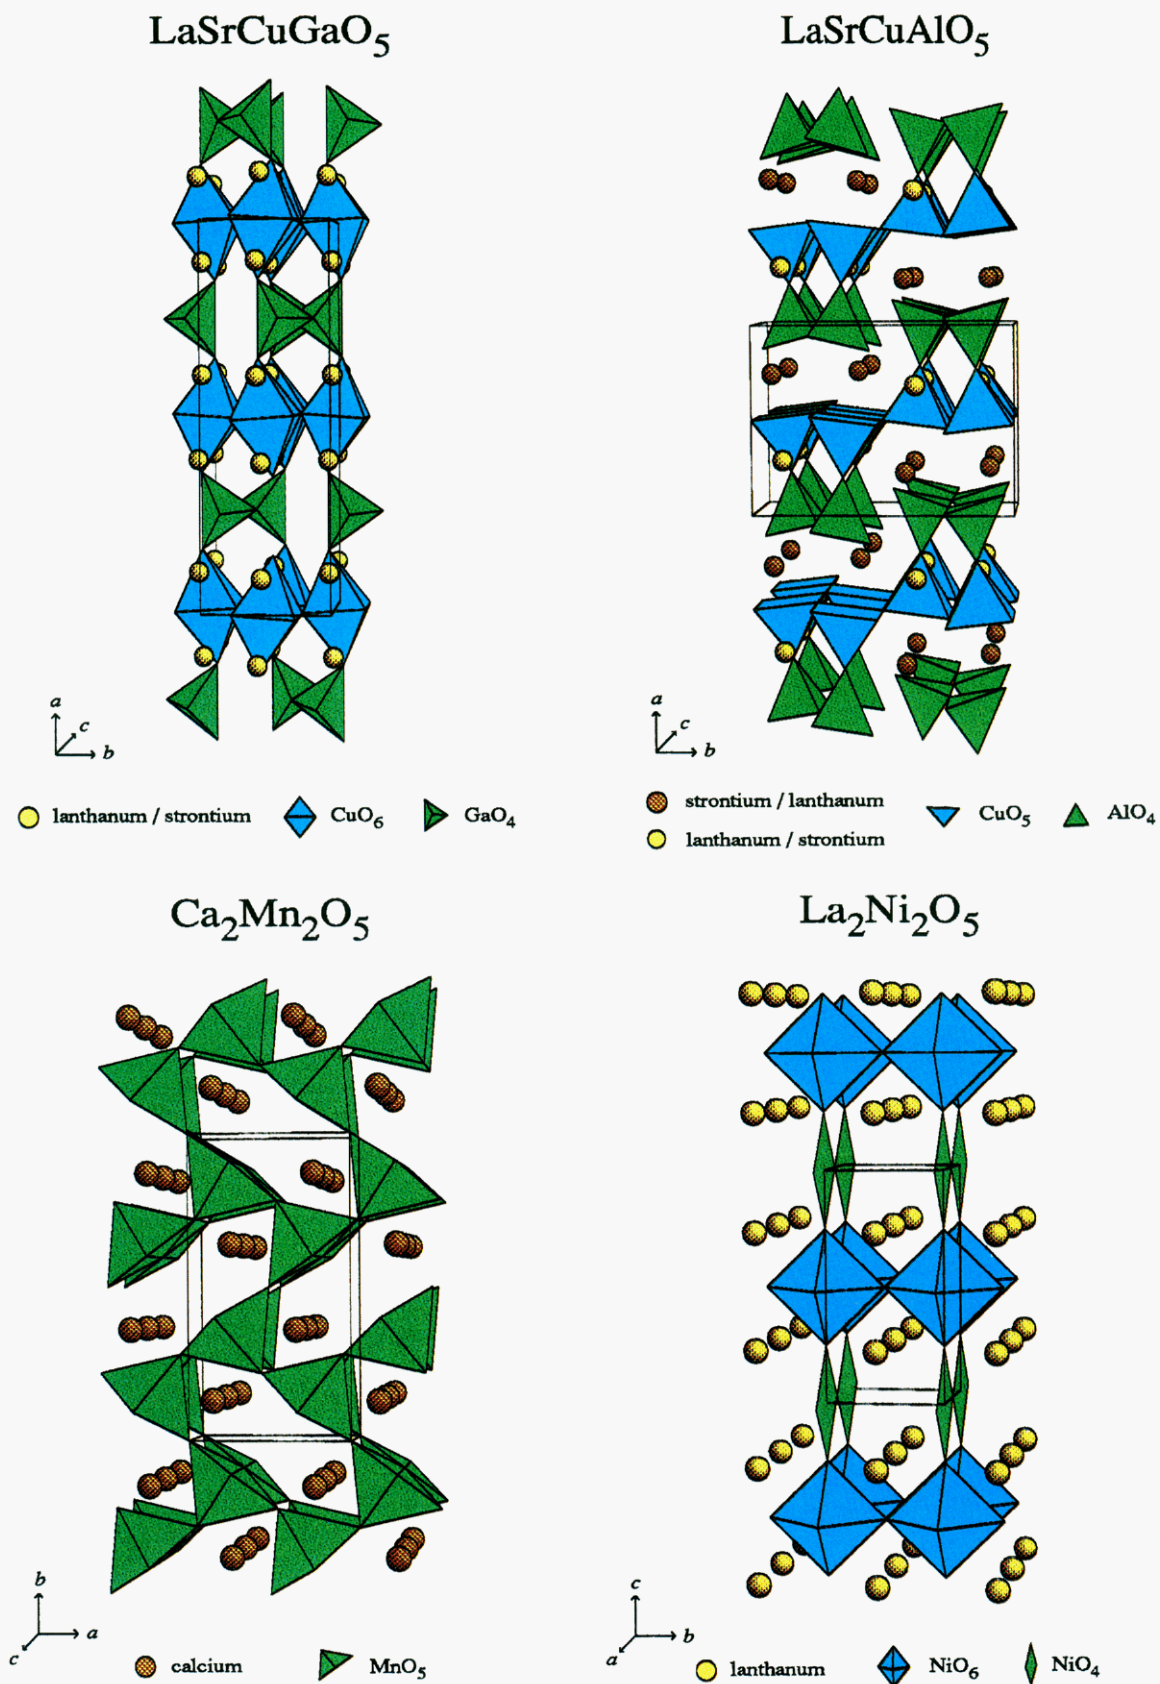 LaSrCuGaO₅
LaSrCuAlO₅
a
c
b
a
c
b
lanthanum / strontium
CuO₆
GaO₄
strontium / lanthanum
lanthanum / strontium
CuO₅
AlO₄
Ca₂Mn₂O₅
La₂Ni₂O₅
b
a
c
c
b
a
calcium
MnO₅
lanthanum
NiO₆
NiO₄